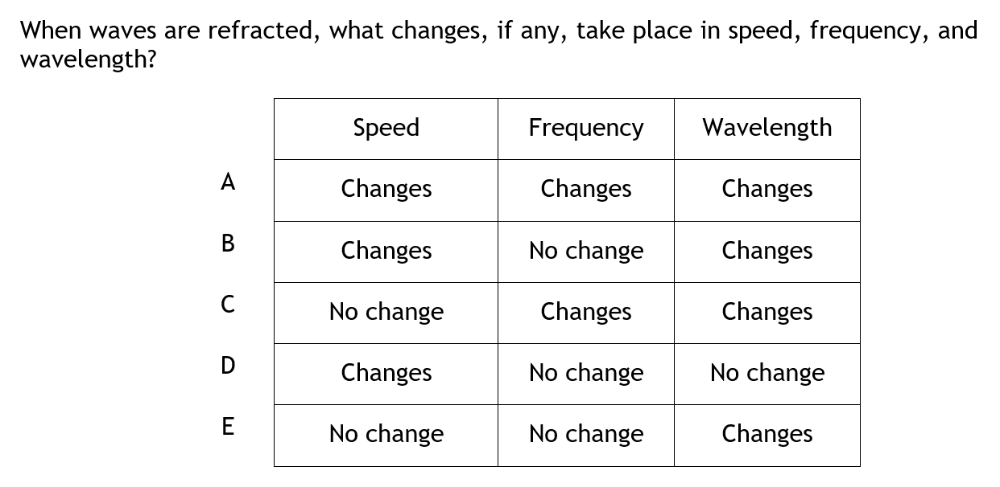 When waves are refracted, what changes, if any, take place in speed, frequency, and
wavelength?
Speed Frequency Wavelength
A Changes Changes Changes
B Changes No change Changes
C No change Changes Changes
D Changes No change No change
E No change No change Changes